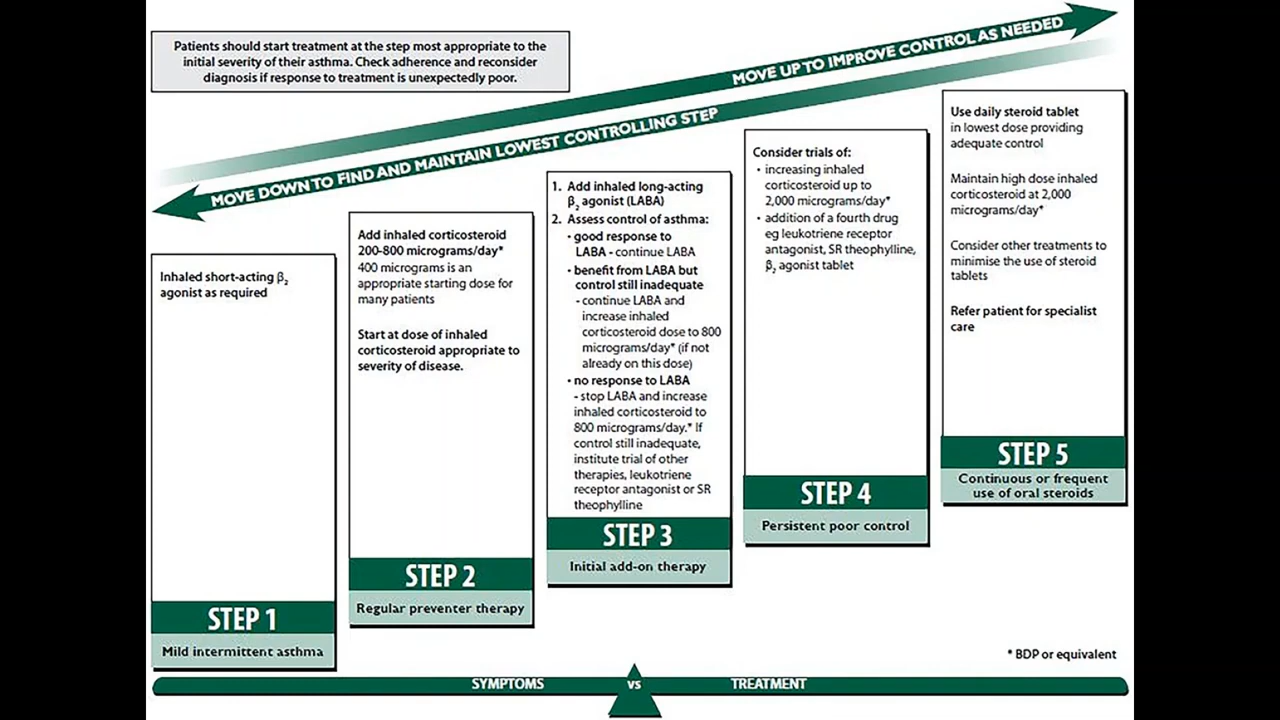 Patients should start treatment at the step most appropriate to the
initial severity of their asthma. Check adherence and reconsider
diagnosis if response to treatment is unexpectedly poor.
MOVE UP TO IMPROVE CONTROL AS NEEDED
MOVE DOWN TO FIND AND MAINTAIN LOWEST CONTROLLING STEP
Inhaled short-acting β₂
agonist as required
STEP 1
Mild intermittent asthma
Add inhaled corticosteroid
200-800 micrograms/day*
400 micrograms is an
appropriate starting dose for
many patients
Start at dose of inhaled
corticosteroid appropriate to
severity of disease.
STEP 2
Regular preventer therapy
1. Add inhaled long-acting
β₂ agonist (LABA)
2. Assess control of asthma:
• good response to
LABA - continue LABA
• benefit from LABA but
control still inadequate
- continue LABA and
increase inhaled
corticosteroid dose to 800
micrograms/day* (if not
already on this dose)
• no response to LABA
- stop LABA and increase
inhaled corticosteroid to
800 micrograms/day.* If
control still inadequate,
institute trial of other
therapies, leukotriene
receptor antagonist or SR
theophylline
STEP 3
Initial add-on therapy
Consider trials of:
• increasing inhaled
corticosteroid up to
2,000 micrograms/day*
• addition of a fourth drug
eg leukotriene receptor
antagonist, SR theophylline,
β₂ agonist tablet
STEP 4
Persistent poor control
Use daily steroid tablet
in lowest dose providing
adequate control
Maintain high dose inhaled
corticosteroid at 2,000
micrograms/day*
Consider other treatments to
minimise the use of steroid
tablets
Refer patient for specialist
care
STEP 5
Continuous or frequent
use of oral steroids
* BDP or equivalent
SYMPTOMS vs TREATMENT